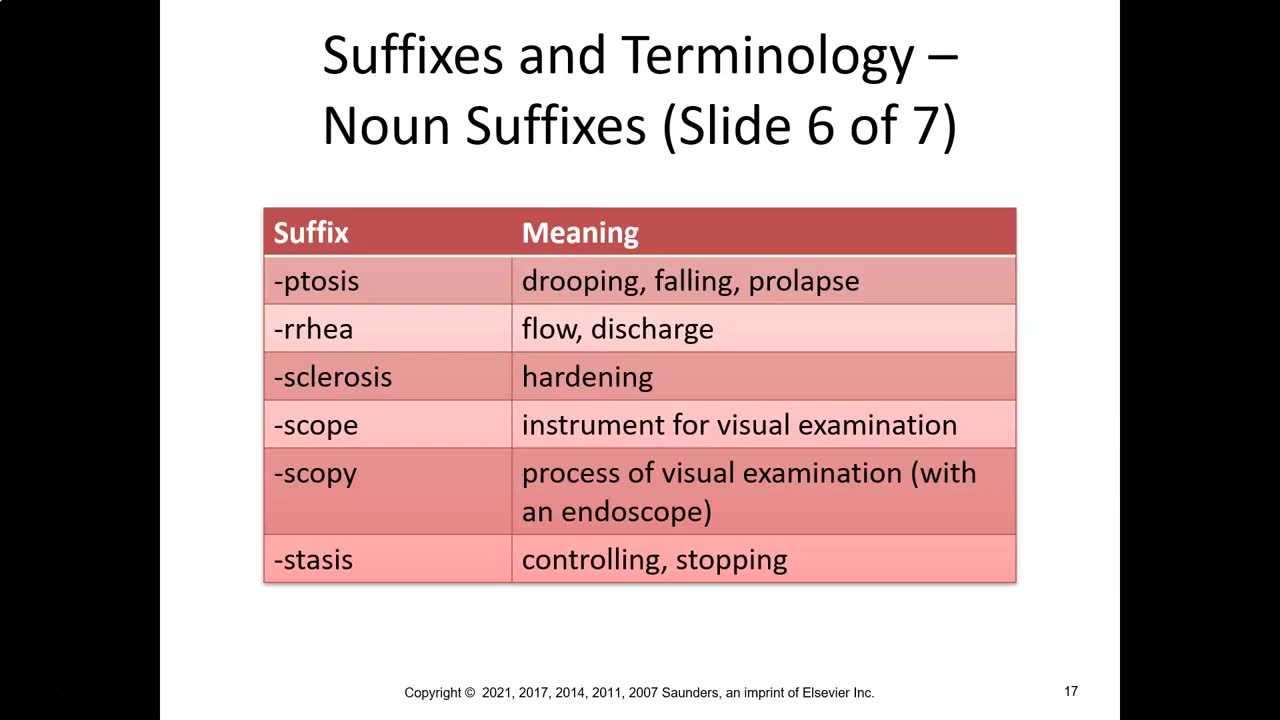 Suffixes and Terminology –
Noun Suffixes (Slide 6 of 7)
Suffix Meaning
-ptosis drooping, falling, prolapse
-rrhea flow, discharge
-sclerosis hardening
-scope instrument for visual examination
-scopy process of visual examination (with
an endoscope)
-stasis controlling, stopping
Copyright © 2021, 2017, 2014, 2011, 2007 Saunders, an imprint of Elsevier Inc. 17